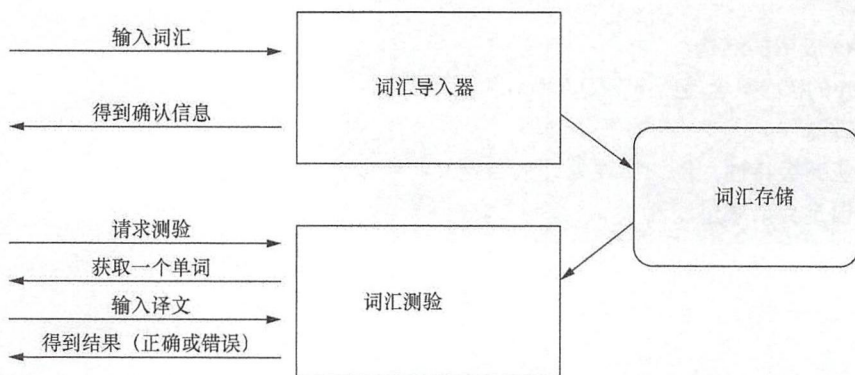 输入词汇
得到确认信息
词汇导入器
词汇存储
请求测验
获取一个单词
输入译文
得到结果（正确或错误）
词汇测验